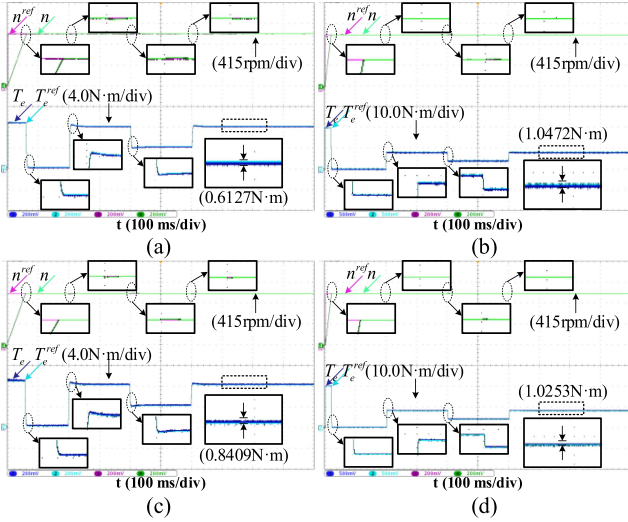 n^ref n
(415rpm/div)
T_e T_e^ref (4.0N·m/div)
(0.6127N·m)
t (100 ms/div)
(a)
n^ref n
(415rpm/div)
T_e T_e^ref (10.0N·m/div)
(1.0472N·m)
t (100 ms/div)
(b)
n^ref n
(415rpm/div)
T_e T_e^ref (4.0N·m/div)
(0.8409N·m)
t (100 ms/div)
(c)
n^ref n
(415rpm/div)
T_e T_e^ref (10.0N·m/div)
(1.0253N·m)
t (100 ms/div)
(d)